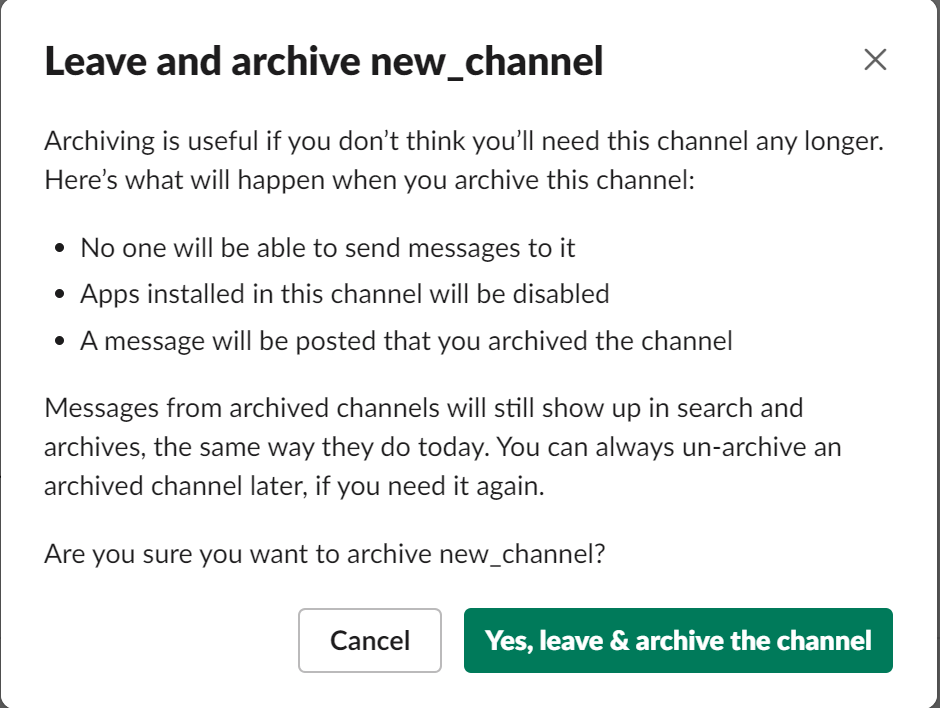 Leave and archive new_channel
Archiving is useful if you don’t think you’ll need this channel any longer.
Here’s what will happen when you archive this channel:
• No one will be able to send messages to it
• Apps installed in this channel will be disabled
• A message will be posted that you archived the channel
Messages from archived channels will still show up in search and
archives, the same way they do today. You can always un-archive an
archived channel later, if you need it again.
Are you sure you want to archive new_channel?
Cancel
Yes, leave & archive the channel